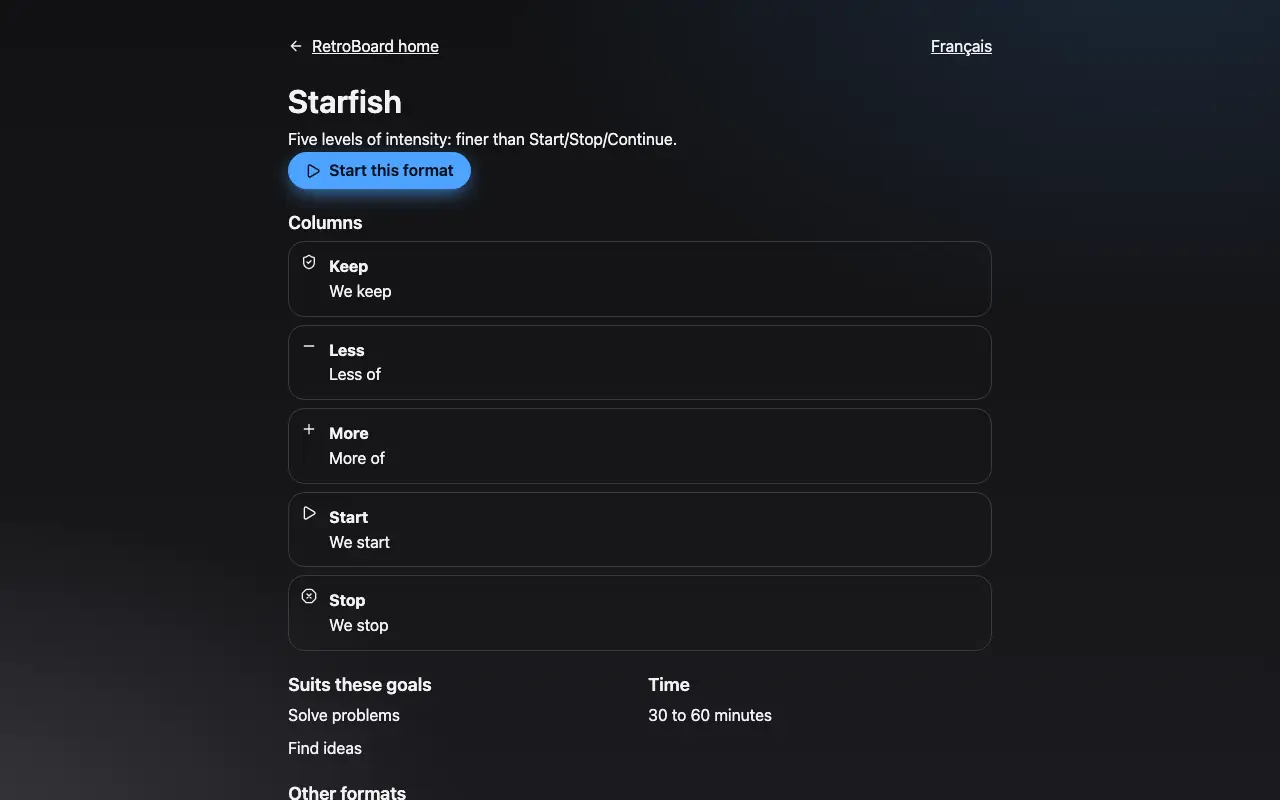 RetroBoard home
Français
Starfish
Five levels of intensity: finer than Start/Stop/Continue.
Start this format
Columns
Keep
We keep
Less
Less of
More
More of
Start
We start
Stop
We stop
Suits these goals
Solve problems
Find ideas
Time
30 to 60 minutes
Other formats